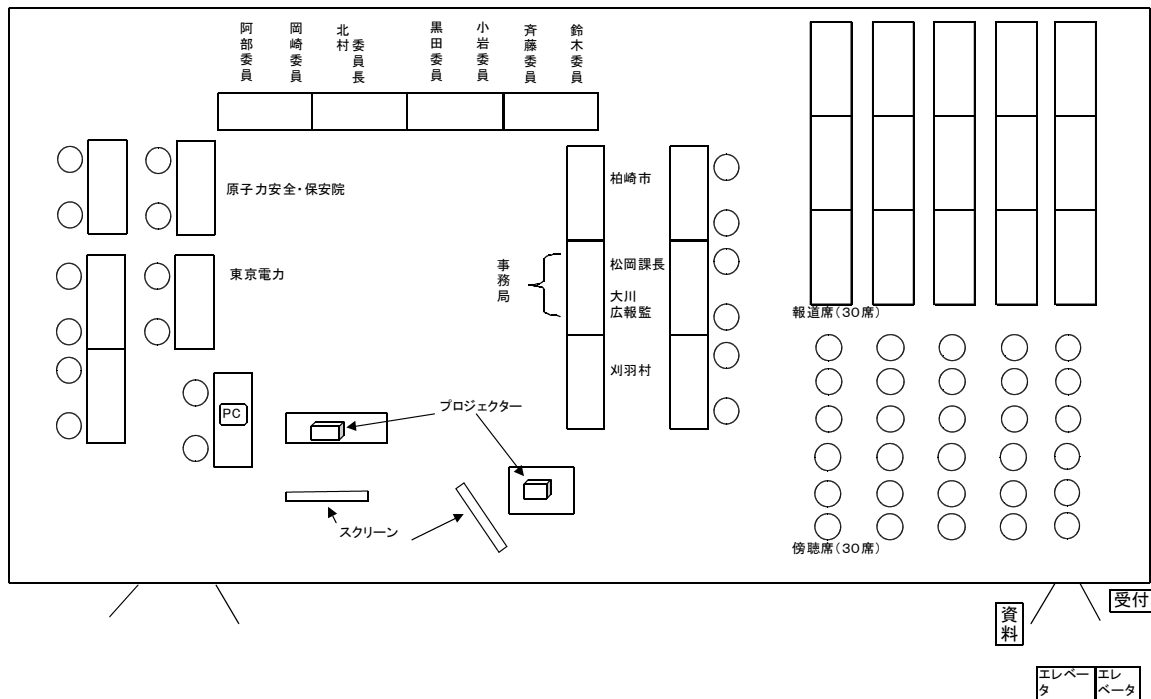 阿部委員
岡崎委員
北村委員長
黒田委員
小岩委員
斉藤委員
鈴木委員
原子力安全・保安院
東京電力
PC
プロジェクター
スクリーン
事務局
柏崎市
松岡課長
大川
広報監
刈羽村
報道席(30席)
傍聴席(30席)
資料
受付
エレベー
タ
エレ
ベータ